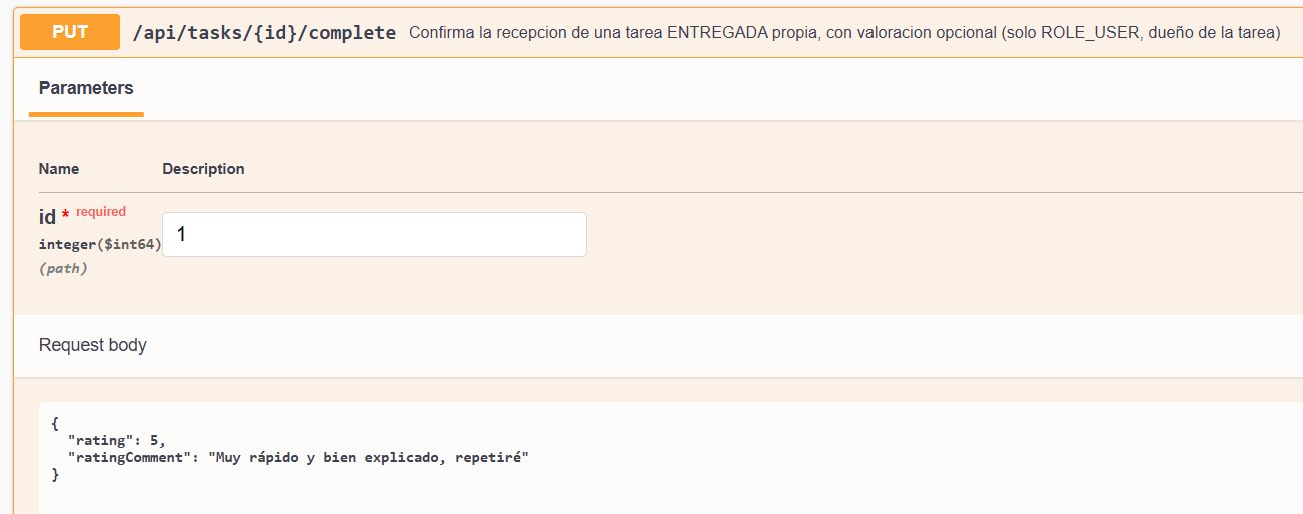 PUT /api/tasks/{id}/complete Confirma la recepcion de una tarea ENTREGADA propia, con valoracion opcional (solo ROLE_USER, dueño de la tarea)
Parameters
Name Description
id * required
integer($int64)
(path)
1
Request body
{
"rating": 5,
"ratingComment": "Muy rápido y bien explicado, repetiré"
}